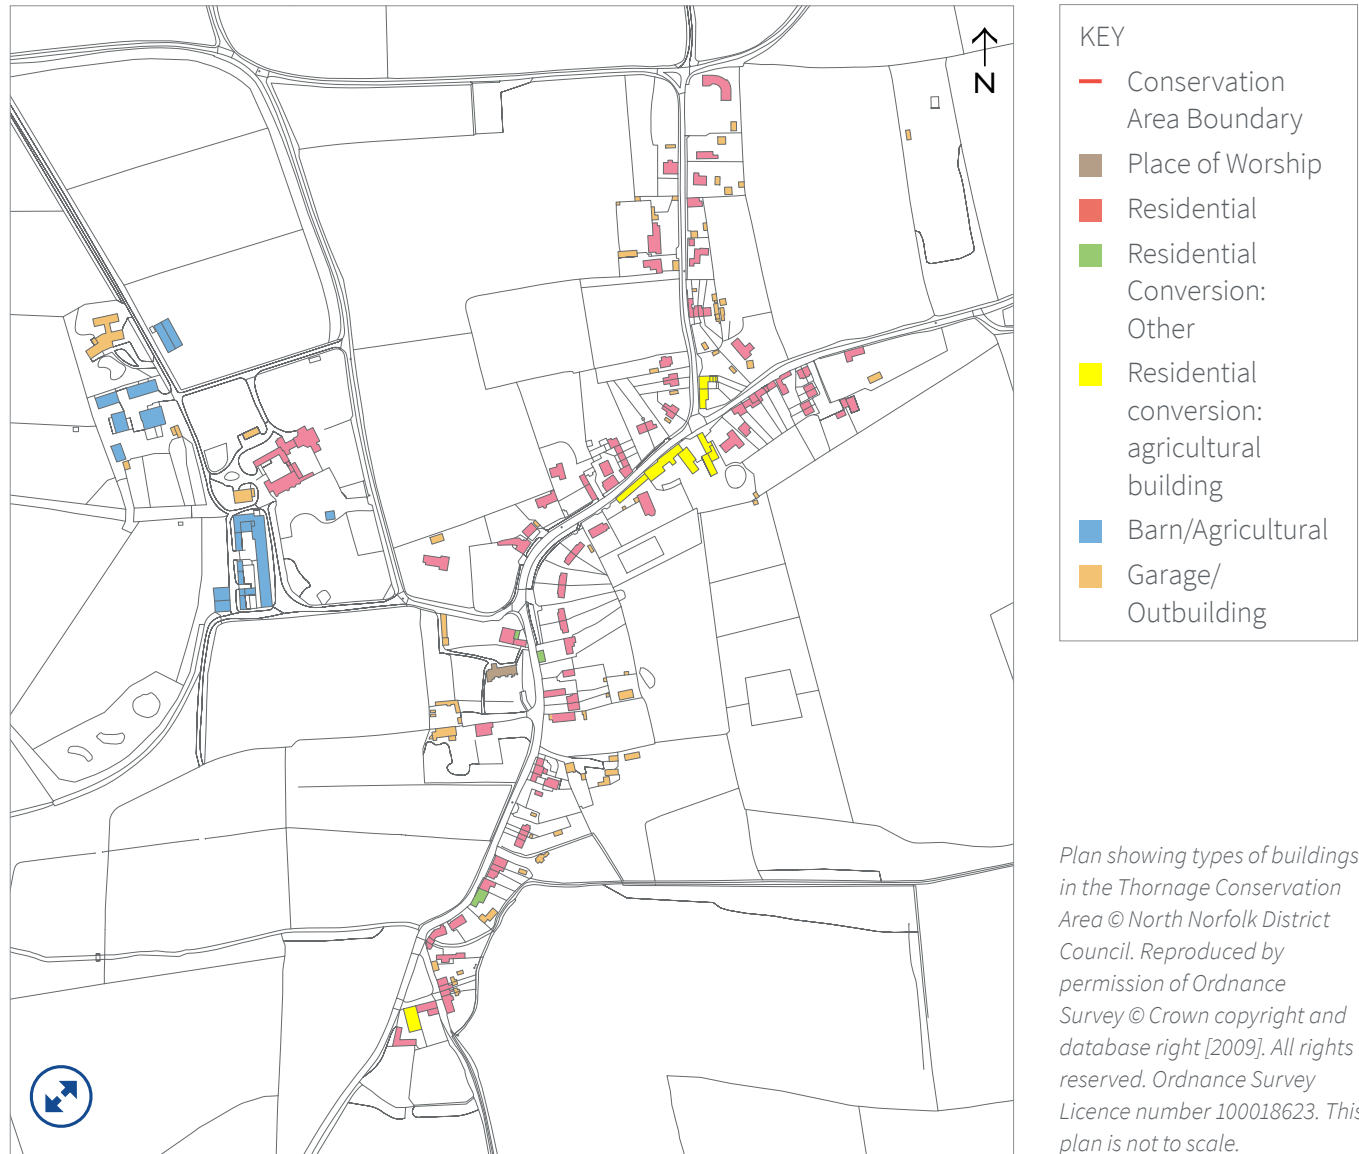 N
KEY
Conservation
Area Boundary
Place of Worship
Residential
Residential
Conversion:
Other
Residential
conversion:
agricultural
building
Barn/Agricultural
Garage/
Outbuilding
Plan showing types of buildings
in the Thornage Conservation
Area © North Norfolk District
Council. Reproduced by
permission of Ordnance
Survey © Crown copyright and
database right [2009]. All rights
reserved. Ordnance Survey
Licence number 100018623. This
plan is not to scale.